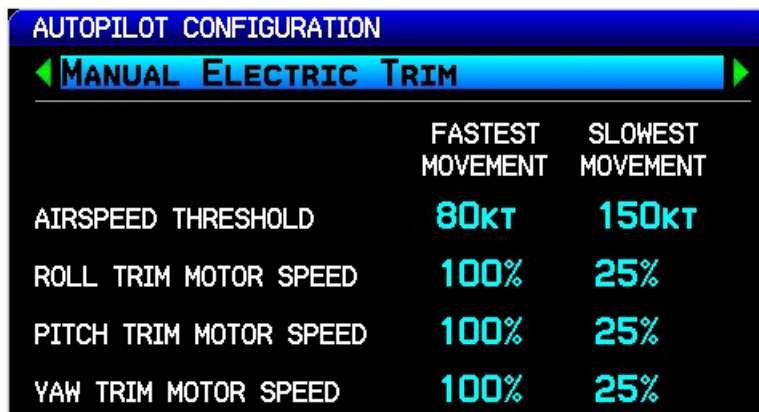 AUTOPILOT CONFIGURATION
MANUAL ELECTRIC TRIM
FASTEST SLOWEST
MOVEMENT MOVEMENT
AIRSPEED THRESHOLD 80KT 150KT
ROLL TRIM MOTOR SPEED 100% 25%
PITCH TRIM MOTOR SPEED 100% 25%
YAW TRIM MOTOR SPEED 100% 25%